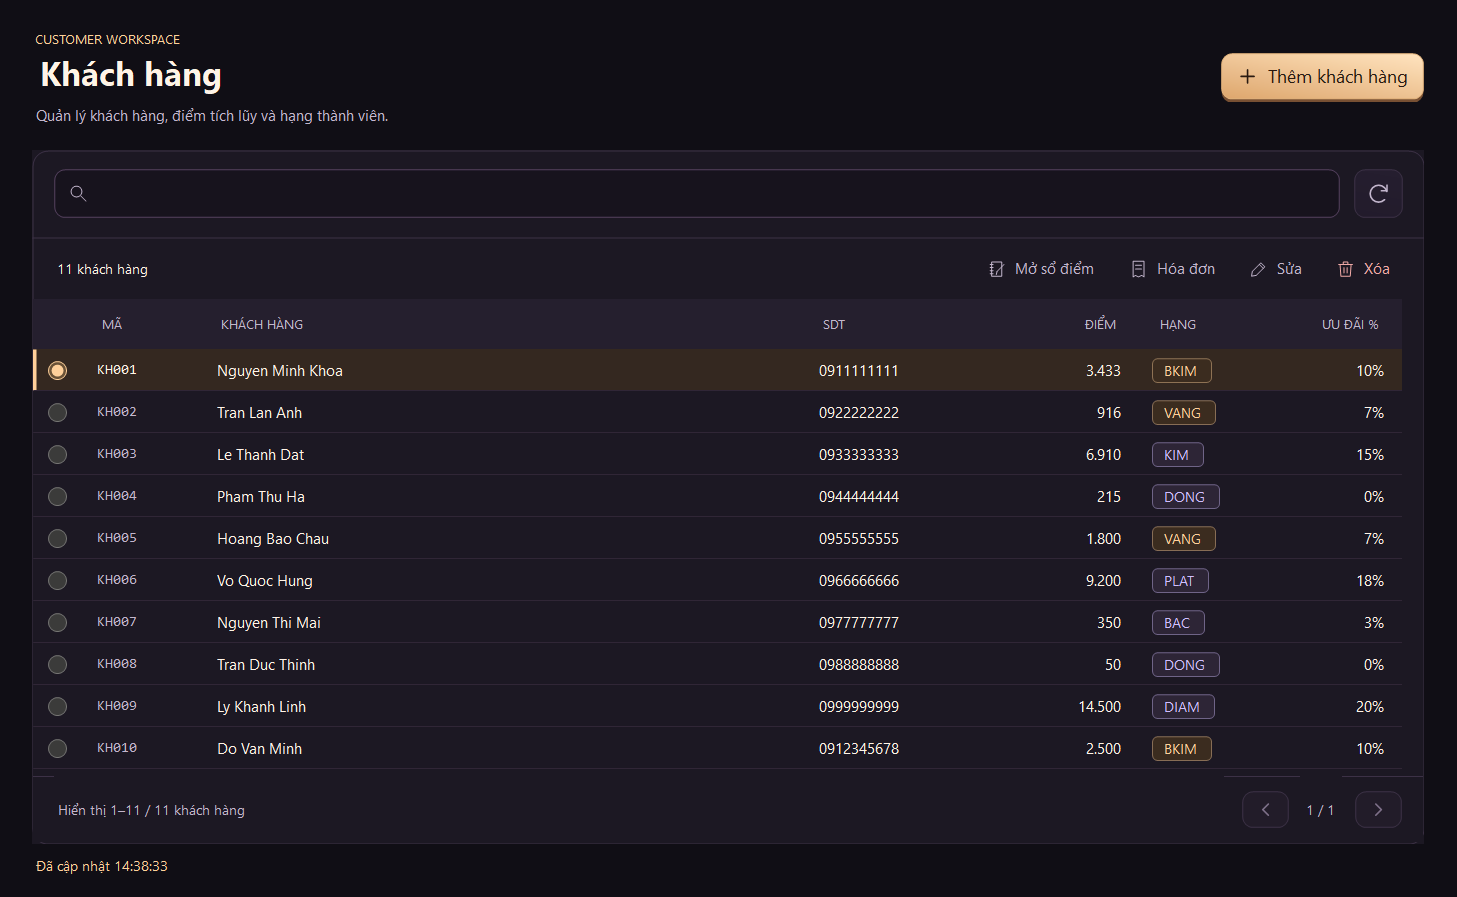 CUSTOMER WORKSPACE
Khách hàng
Quản lý khách hàng, điểm tích lũy và hạng thành viên.
Thêm khách hàng
11 khách hàng
Mở sổ điểm Hóa đơn Sửa Xóa
MÃ KHÁCH HÀNG SDT ĐIỂM HẠNG ƯU ĐÃI %
KH001 Nguyen Minh Khoa 0911111111 3.433 BKIM 10%
KH002 Tran Lan Anh 0922222222 916 VANG 7%
KH003 Le Thanh Dat 0933333333 6.910 KIM 15%
KH004 Pham Thu Ha 0944444444 215 DONG 0%
KH005 Hoang Bao Chau 0955555555 1.800 VANG 7%
KH006 Vo Quoc Hung 0966666666 9.200 PLAT 18%
KH007 Nguyen Thi Mai 0977777777 350 BAC 3%
KH008 Tran Duc Thinh 0988888888 50 DONG 0%
KH009 Ly Khanh Linh 0999999999 14.500 DIAM 20%
KH010 Do Van Minh 0912345678 2.500 BKIM 10%
Hiển thị 1–11 / 11 khách hàng 1 / 1
Đã cập nhật 14:38:33